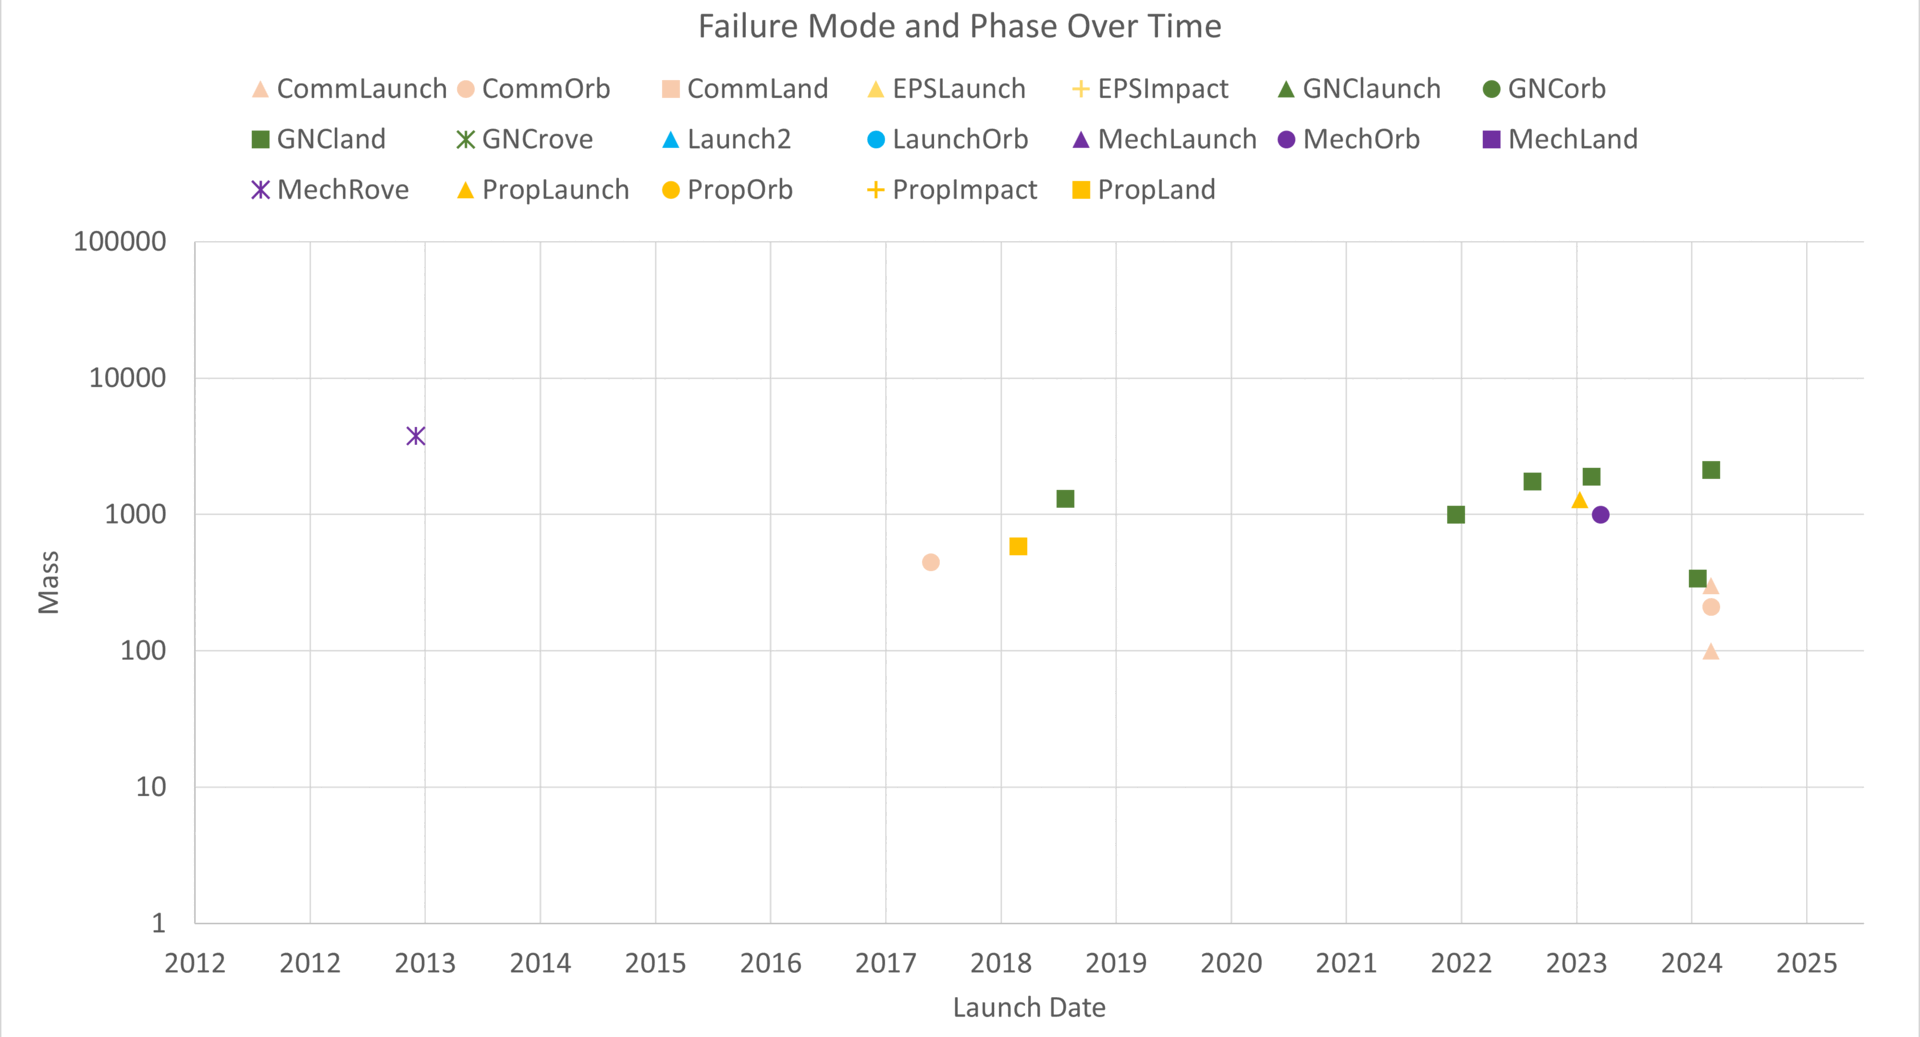 Failure Mode and Phase Over Time
CommLaunch CommOrb CommLand EPSLaunch EPSImpact GNClaunch GNCorb
GNCland GNCrove Launch2 LaunchOrb MechLaunch MechOrb MechLand
MechRove PropLaunch PropOrb PropImpact PropLand
100000
10000
1000
100
10
1
Mass
2012 2012 2013 2014 2015 2016 2017 2018 2019 2020 2021 2022 2023 2024 2025
Launch Date